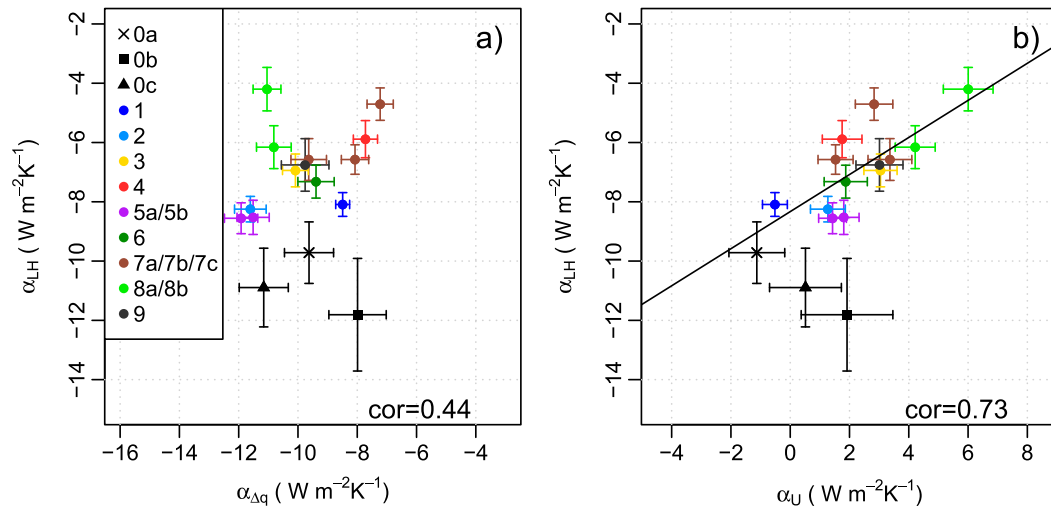 a)
0a
0b
0c
1
2
3
4
5a/5b
6
7a/7b/7c
8a/8b
9
cor=0.44
−2
−4
−6
−8
−10
−12
−14
αLH ( W m−2K−1)
−16 −14 −12 −10 −8 −6 −4
αΔq ( W m−2K−1)
b)
cor=0.73
−2
−4
−6
−8
−10
−12
−14
αLH ( W m−2K−1)
−4 −2 0 2 4 6 8
αU ( W m−2K−1)